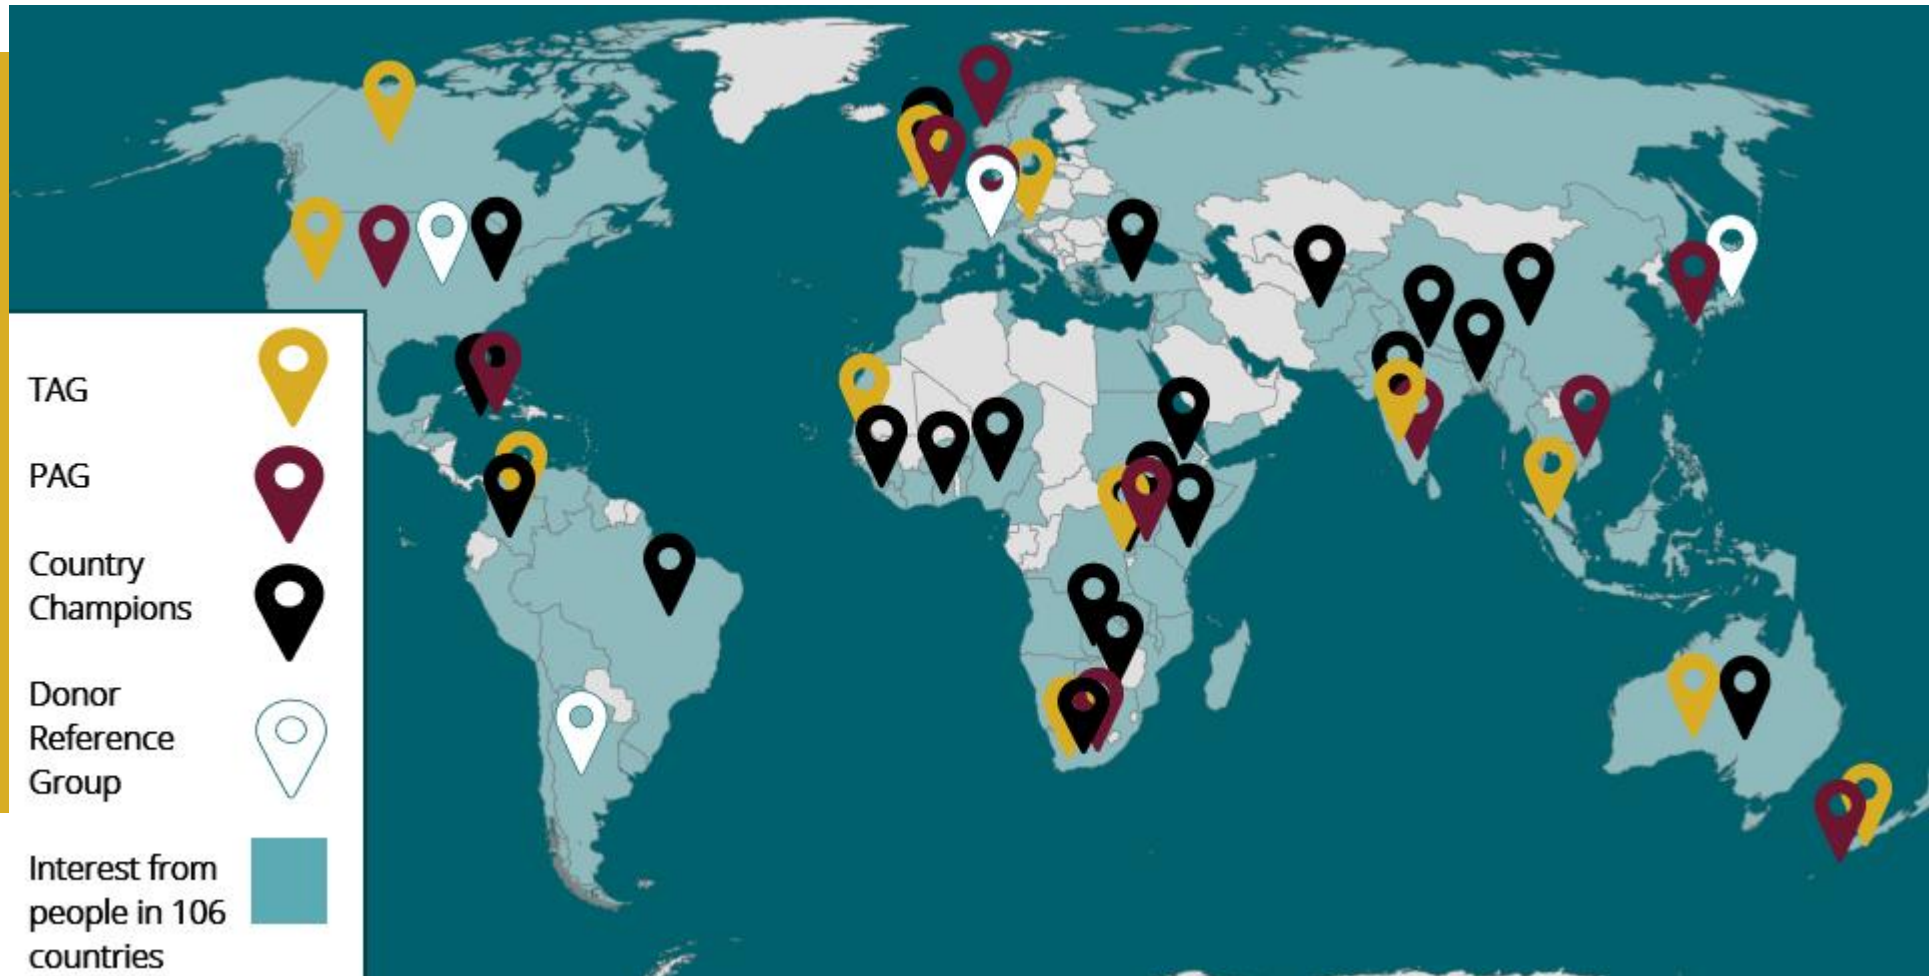 TAG
PAG
Country
Champions
Donor
Reference
Group
Interest from
people in 106
countries